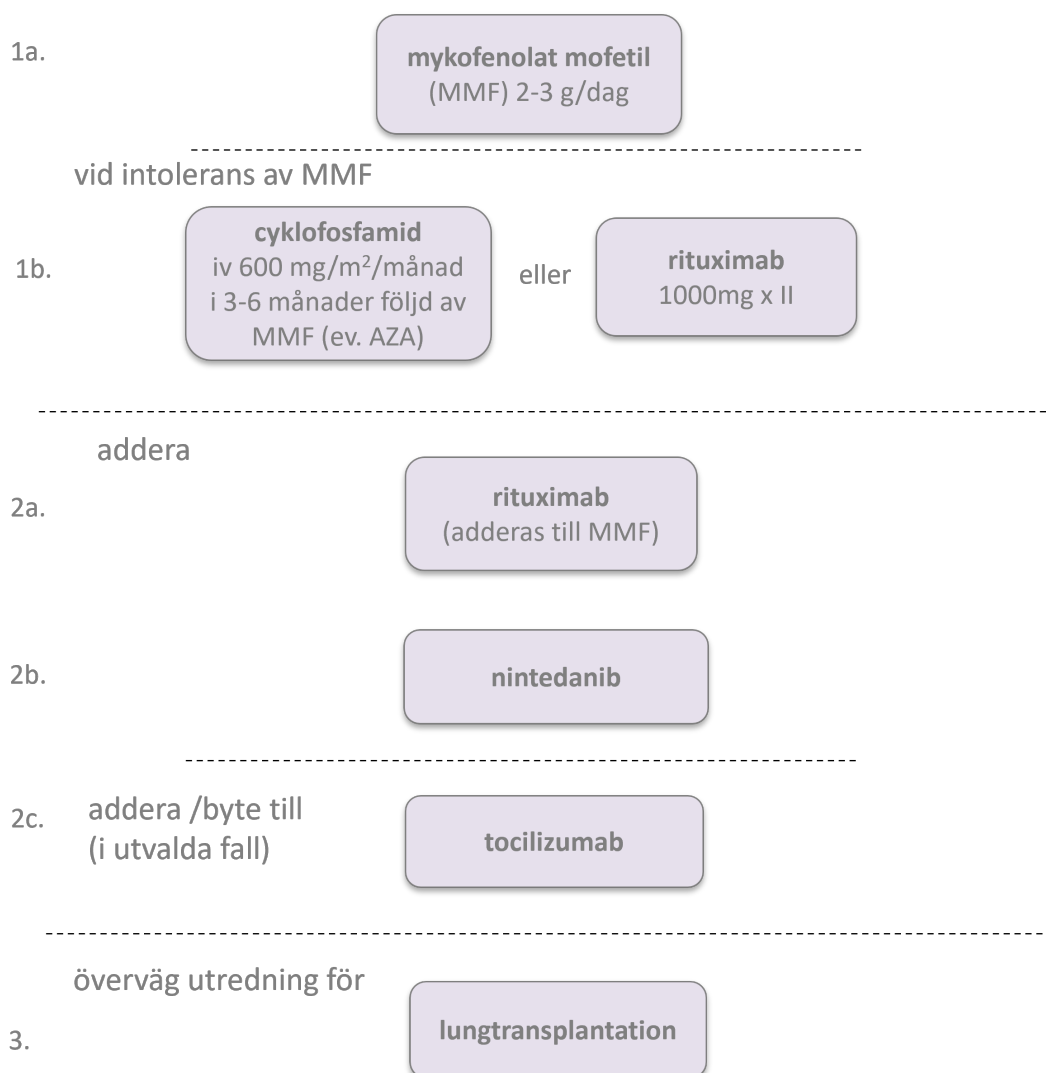 1a.
mykofenolat mofetil
(MMF) 2-3 g/dag
vid intolerans av MMF
1b.
cyklofosfamid
iv 600 mg/m²/månad
i 3-6 månader följd av
MMF (ev. AZA)
eller
rituximab
1000mg x II
addera
2a.
rituximab
(adderas till MMF)
2b.
nintedanib
2c.
addera /byte till
(i utvalda fall)
tocilizumab
överväg utredning för
3.
lungtransplantation